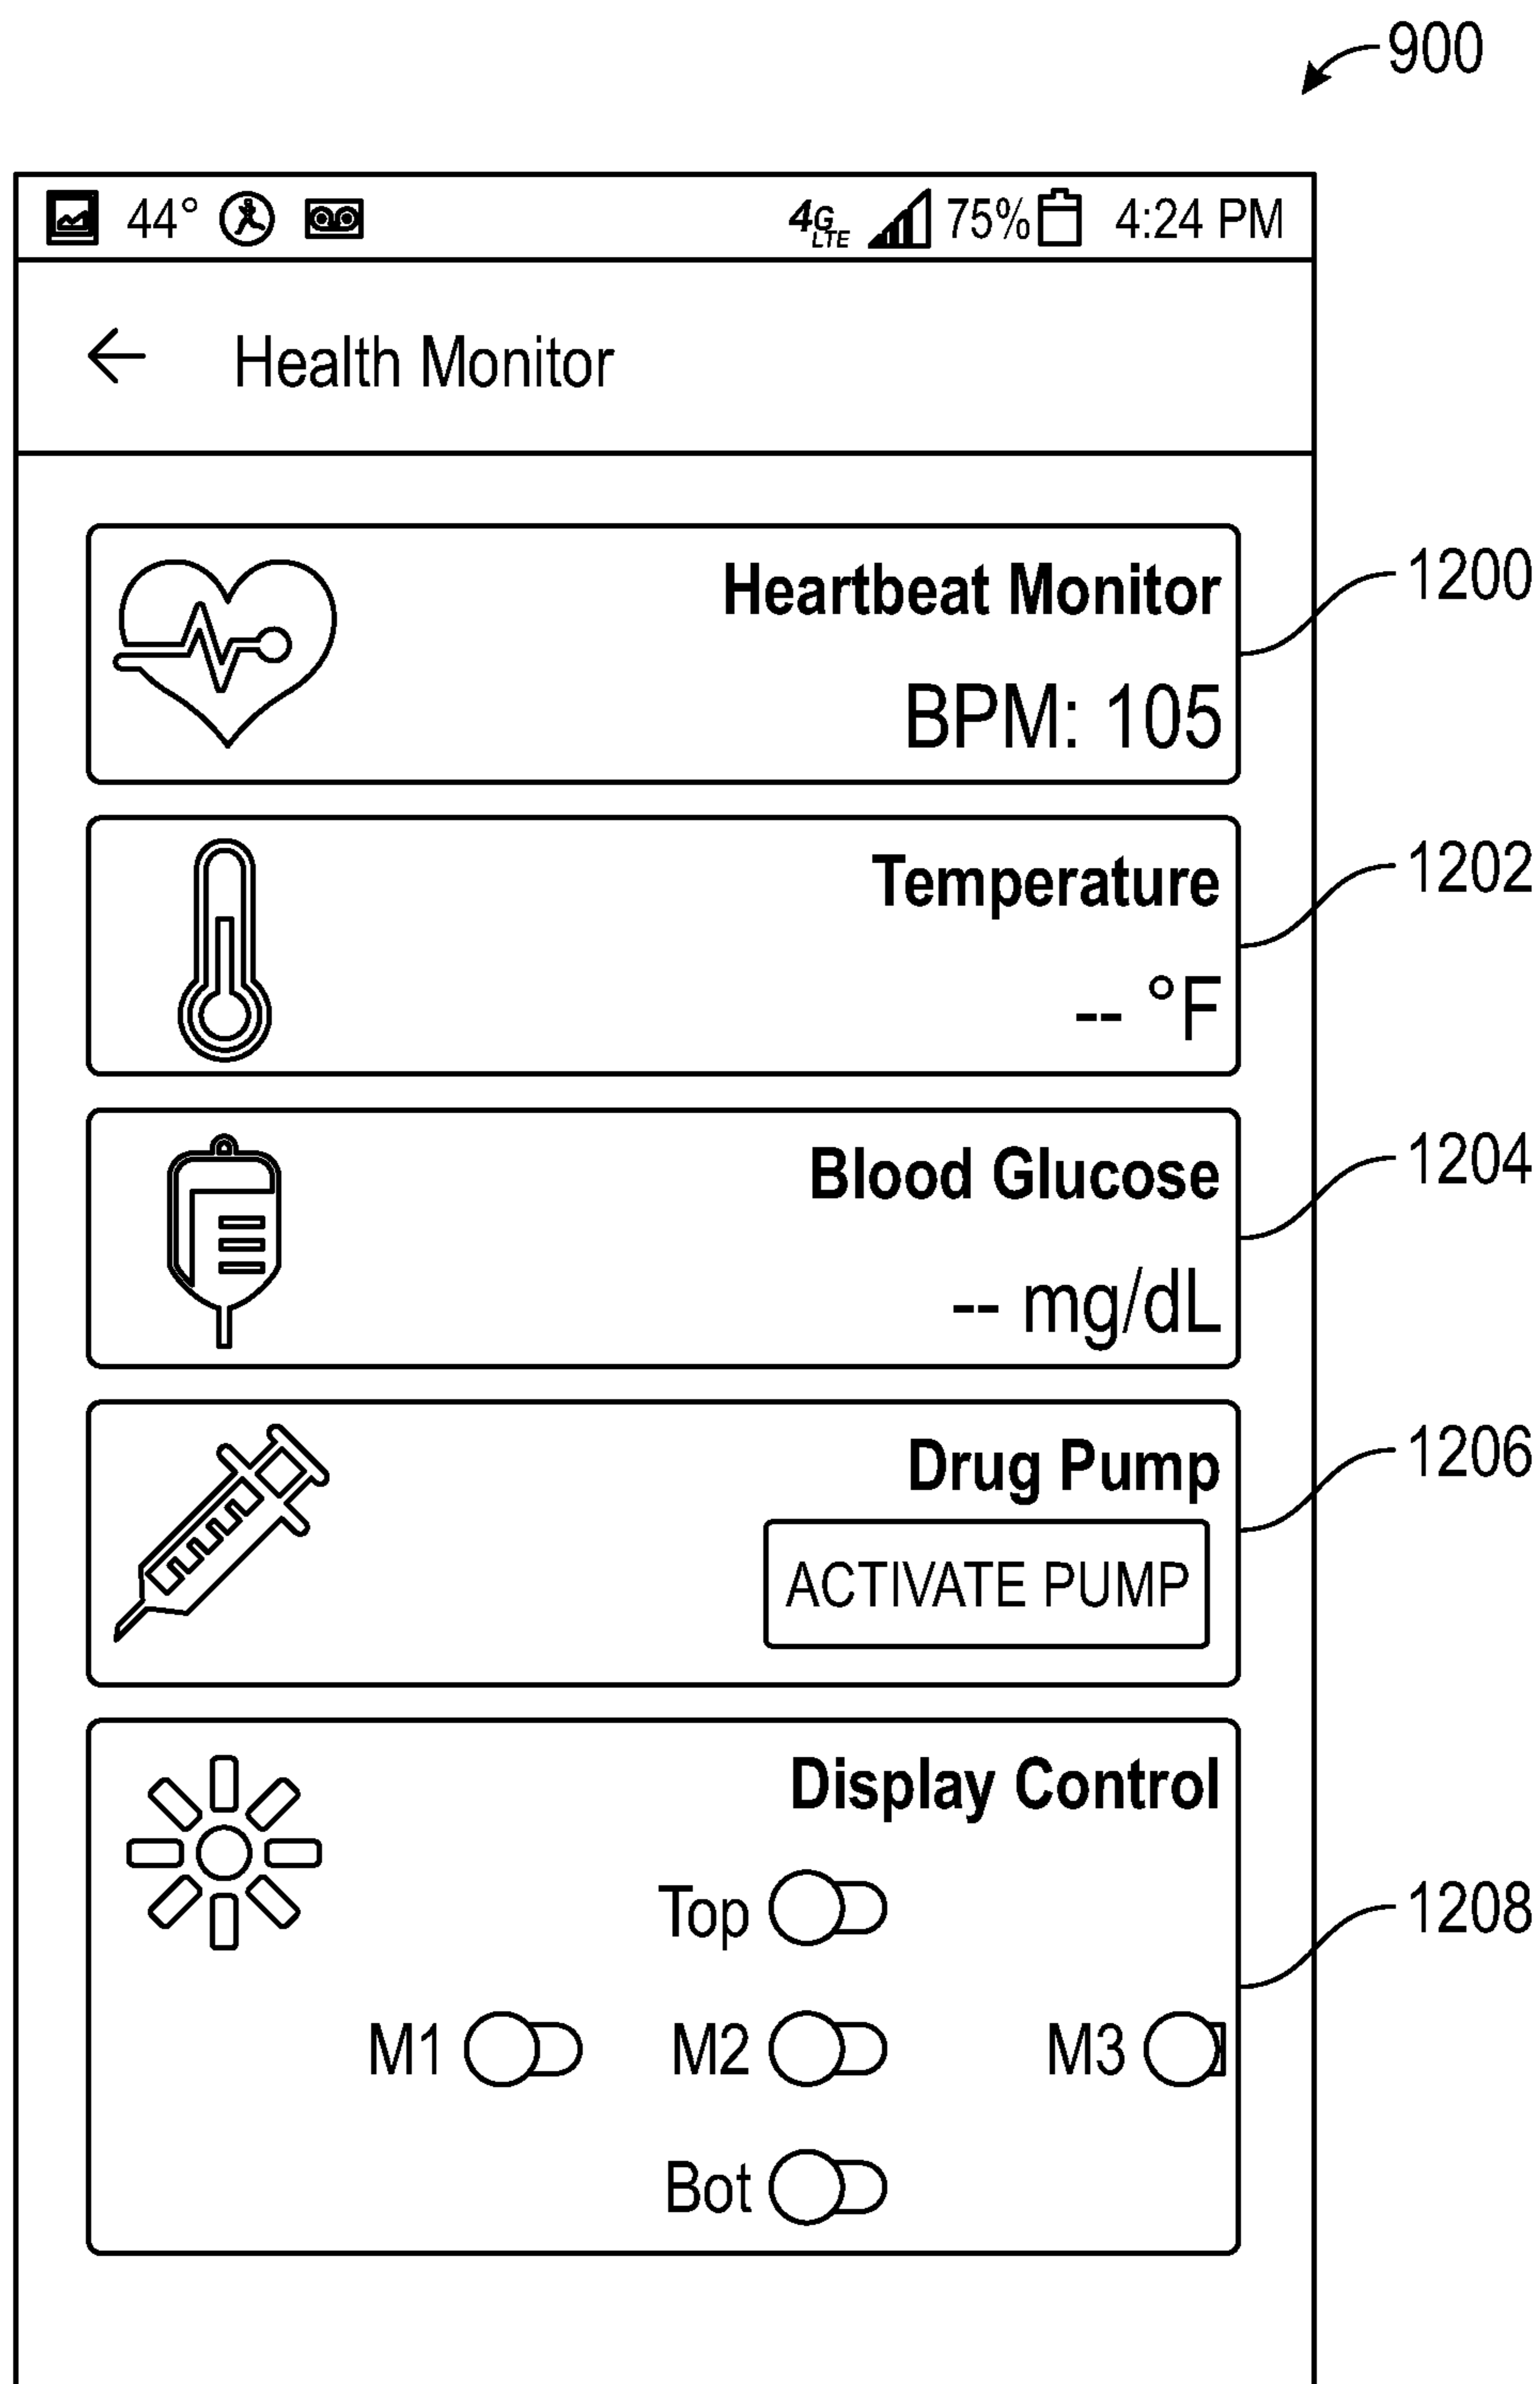 900
44° 4G LTE 75% 4:24 PM
Health Monitor
Heartbeat Monitor
1200
BPM: 105
Temperature
1202
-- °F
Blood Glucose
1204
-- mg/dL
Drug Pump
1206
ACTIVATE PUMP
Display Control
Top
1208
M1 M2 M3
Bot